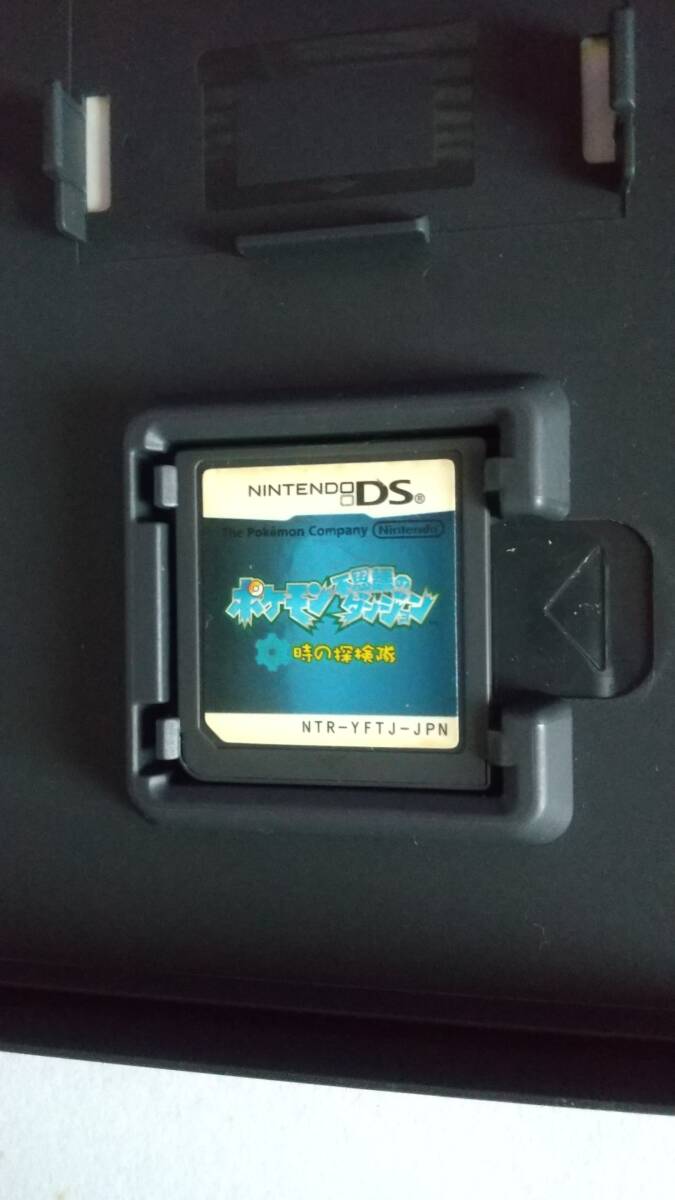 NINTENDO DS®
The Pokémon Company Nintendo
ポケモン不思議のダンジョン
時の探検隊
NTR-YFTJ-JPN